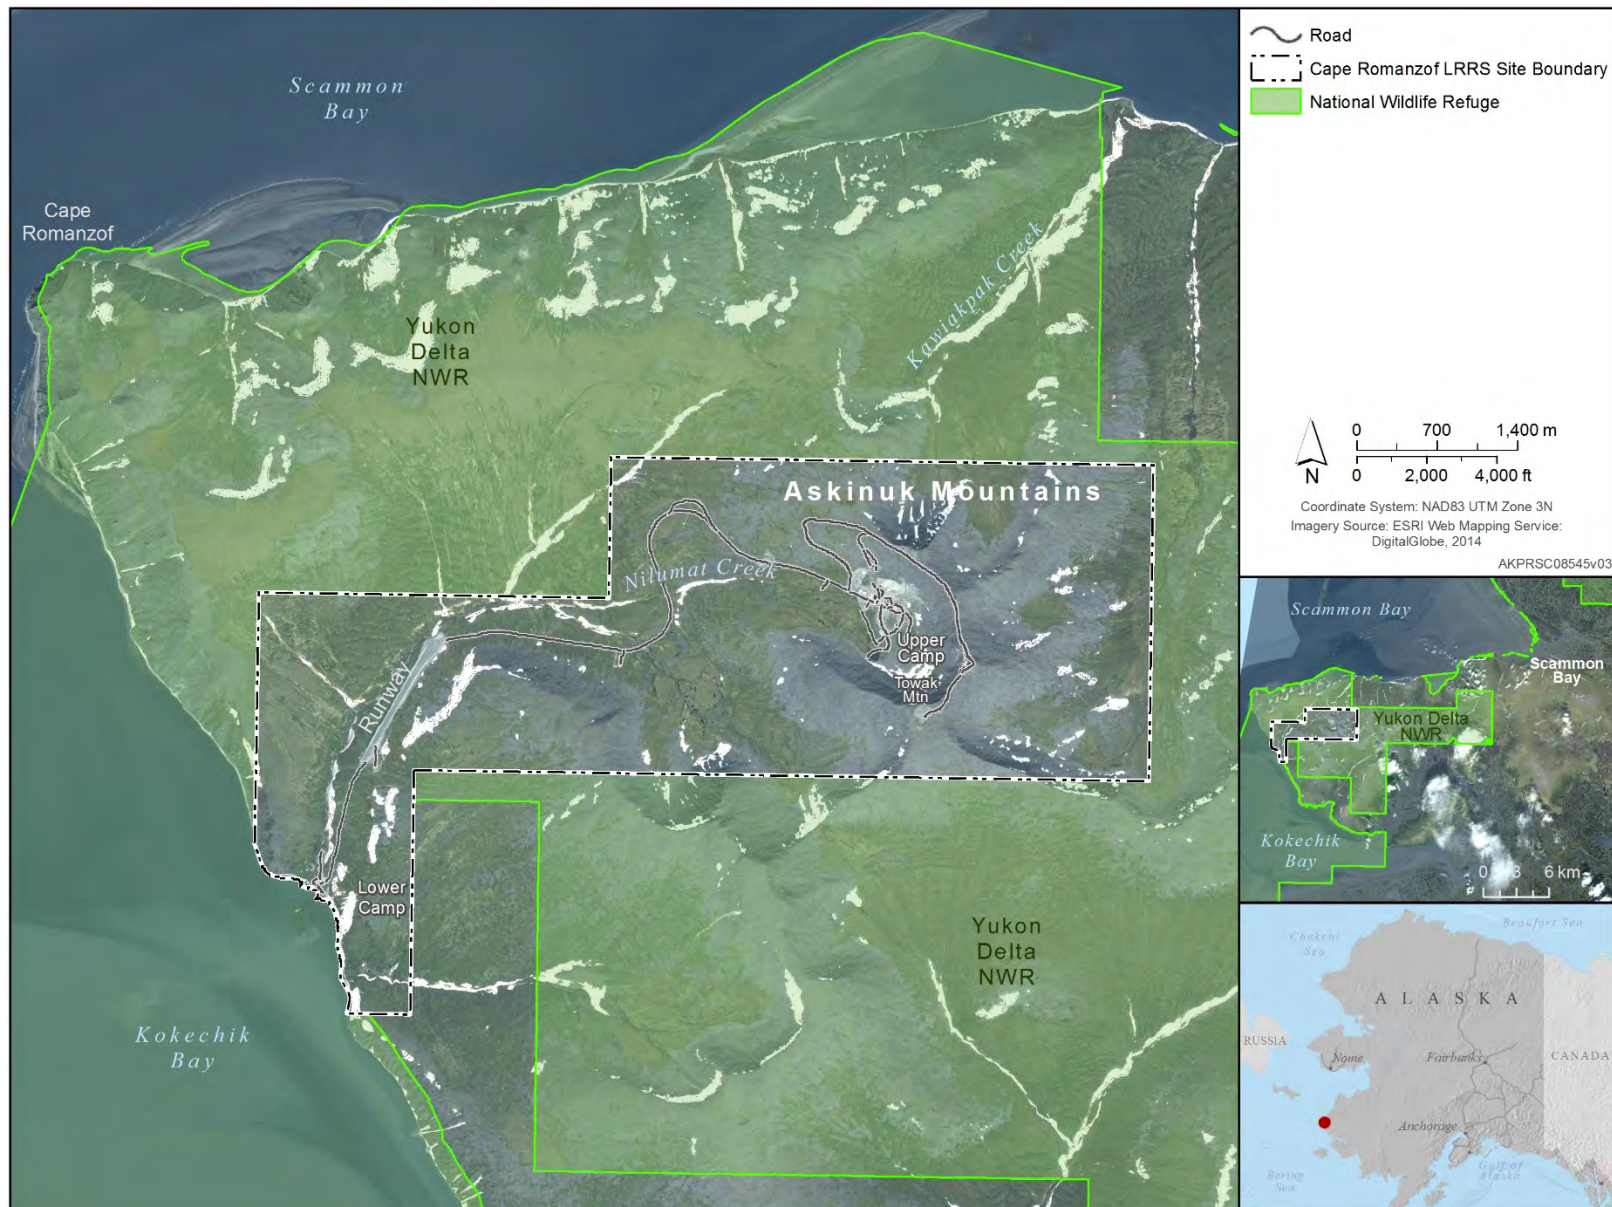 Scammon
Bay
Cape
Romanzof
Yukon
Delta
NWR
Kawiakpak Creek
Askinuk Mountains
Nilumat Creek
Upper
Camp
Towak
Mtn
Runway
Lower
Camp
Yukon
Delta
NWR
Kokechik
Bay
Road
Cape Romanzof LRRS Site Boundary
National Wildlife Refuge
N
0 700 1,400 m
0 2,000 4,000 ft
Coordinate System: NAD83 UTM Zone 3N
Imagery Source: ESRI Web Mapping Service:
DigitalGlobe, 2014
AKPRSC08545v03
Scammon Bay
Scammon
Bay
Yukon Delta
NWR
Kokechik
Bay
0 3 6 km
Beaufort Sea
Chukchi
Sea
ALASKA
RUSSIA
Nome
Fairbanks
CANADA
Anchorage
Bering
Sea
Gulf of
Alaska